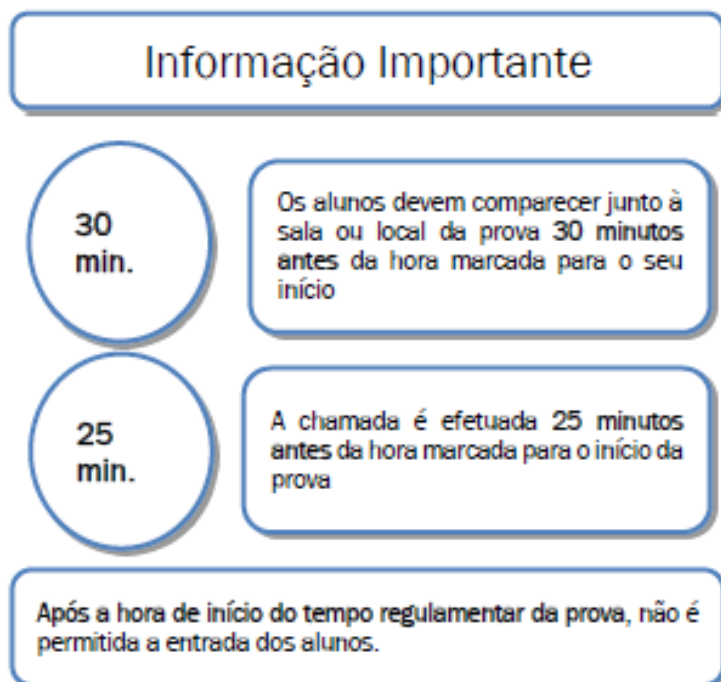 Informação Importante
30
min.
Os alunos devem comparecer junto à
sala ou local da prova 30 minutos
antes da hora marcada para o seu
início
25
min.
A chamada é efetuada 25 minutos
antes da hora marcada para o início da
prova
Após a hora de início do tempo regulamentar da prova, não é
permitida a entrada dos alunos.